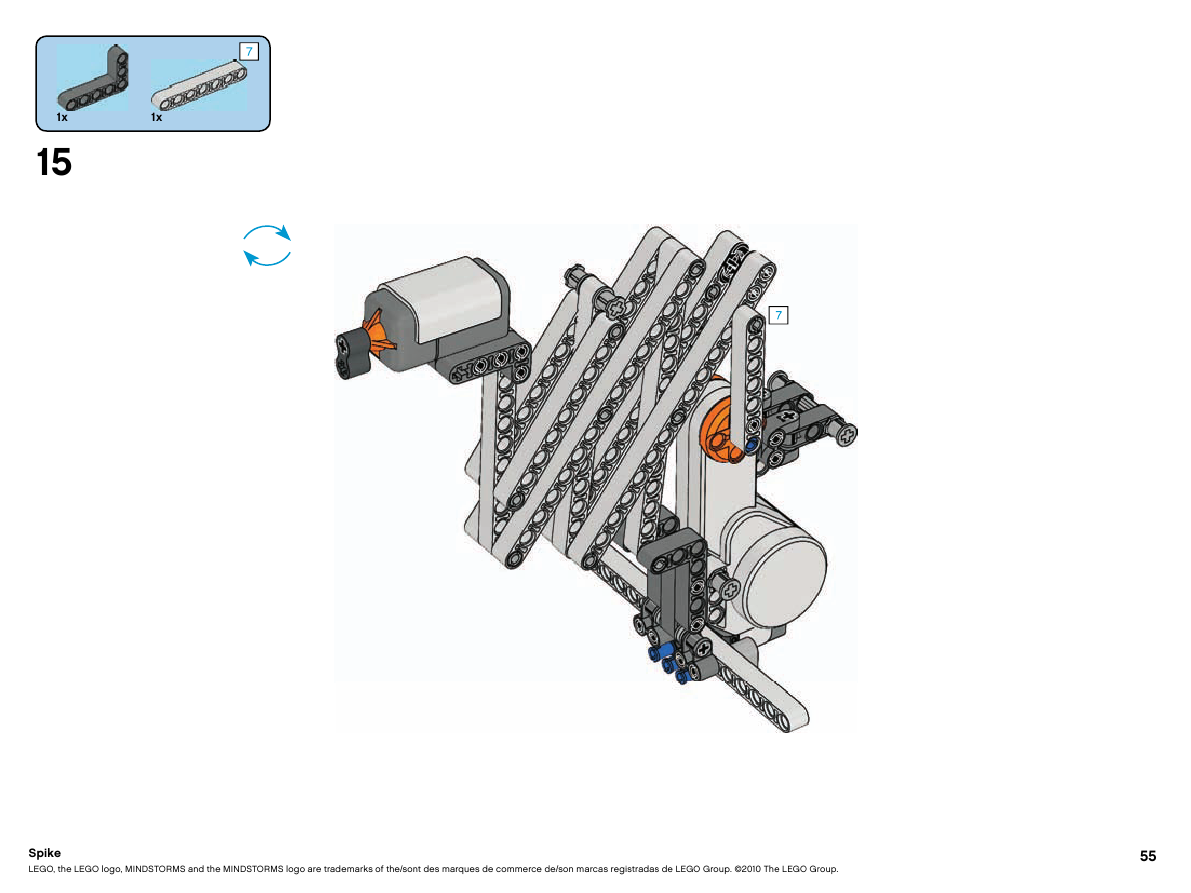 7
1x
1x
15
7
Spike
LEGO, the LEGO logo, MINDSTORMS and the MINDSTORMS logo are trademarks of the/sont des marques de commerce de/son marcas registradas de LEGO Group. ©2010 The LEGO Group.
55